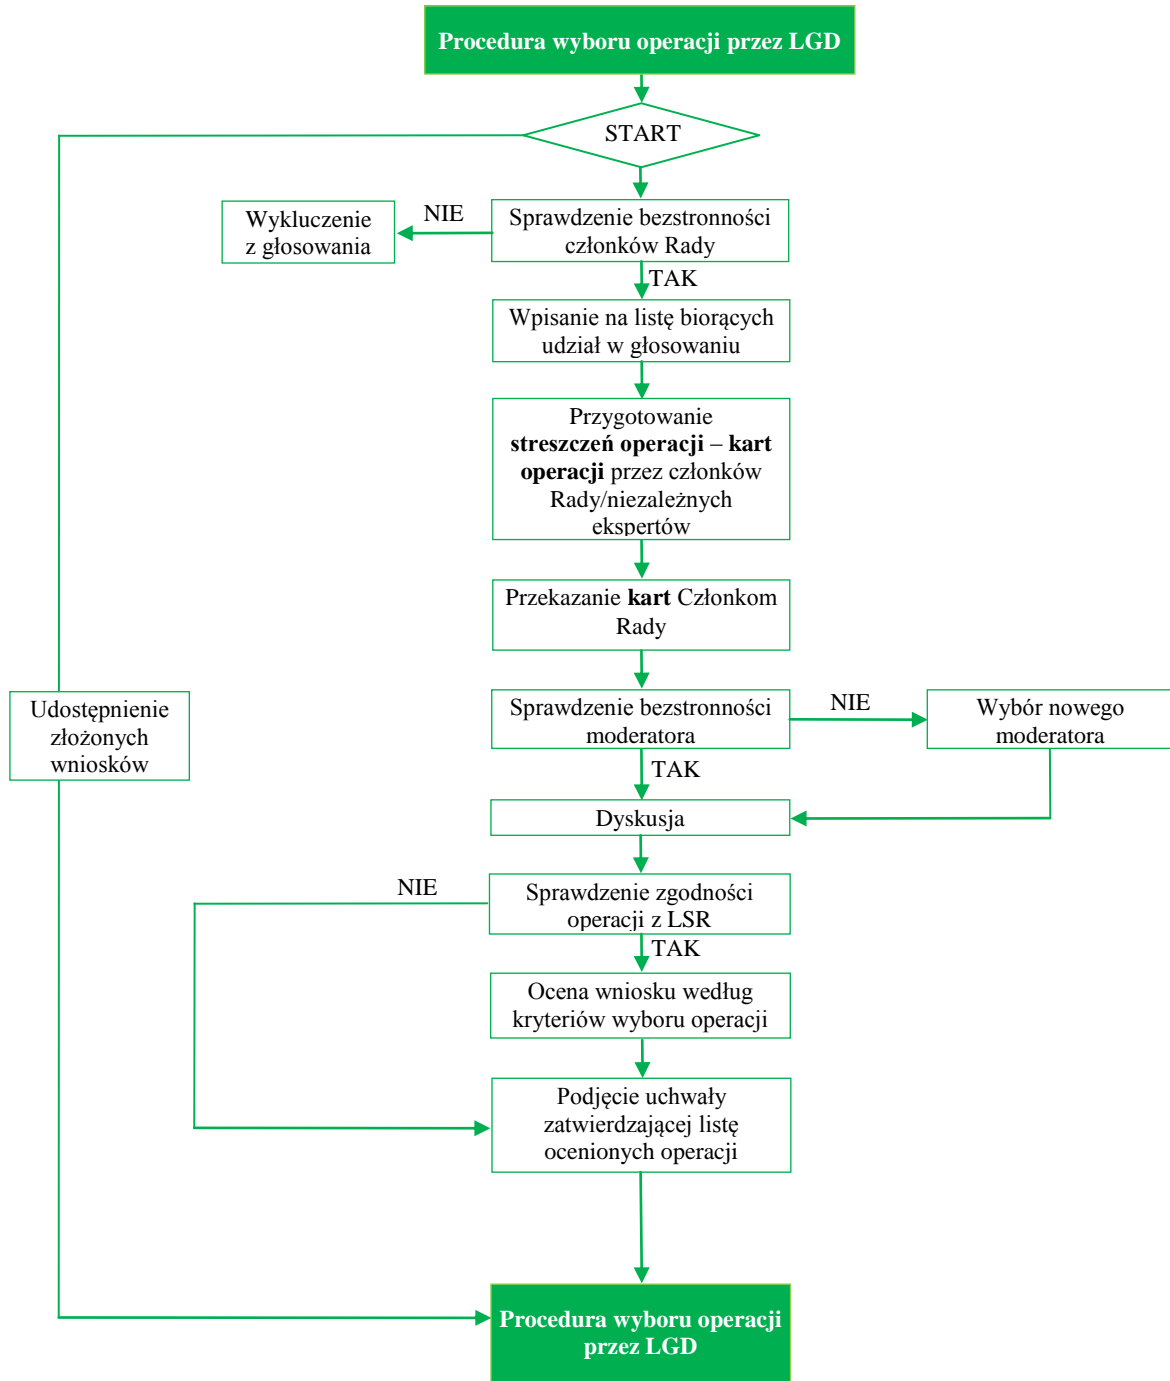 Procedura wyboru operacji przez LGD
START
NIE
Wykluczenie
z głosowania
Sprawdzenie bezstronności
członków Rady
TAK
Wpisanie na listę biorących
udział w głosowaniu
Przygotowanie
streszczeń operacji – kart
operacji przez członków
Rady/niezależnych
ekspertów
Przekazanie kart Członkom
Rady
Udostępnienie
złożonych
wniosków
Sprawdzenie bezstronności
moderatora
NIE
Wybór nowego
moderatora
TAK
Dyskusja
NIE
Sprawdzenie zgodności
operacji z LSR
TAK
Ocena wniosku według
kryteriów wyboru operacji
Podjęcie uchwały
zatwierdzającej listę
ocenionych operacji
Procedura wyboru operacji
przez LGD